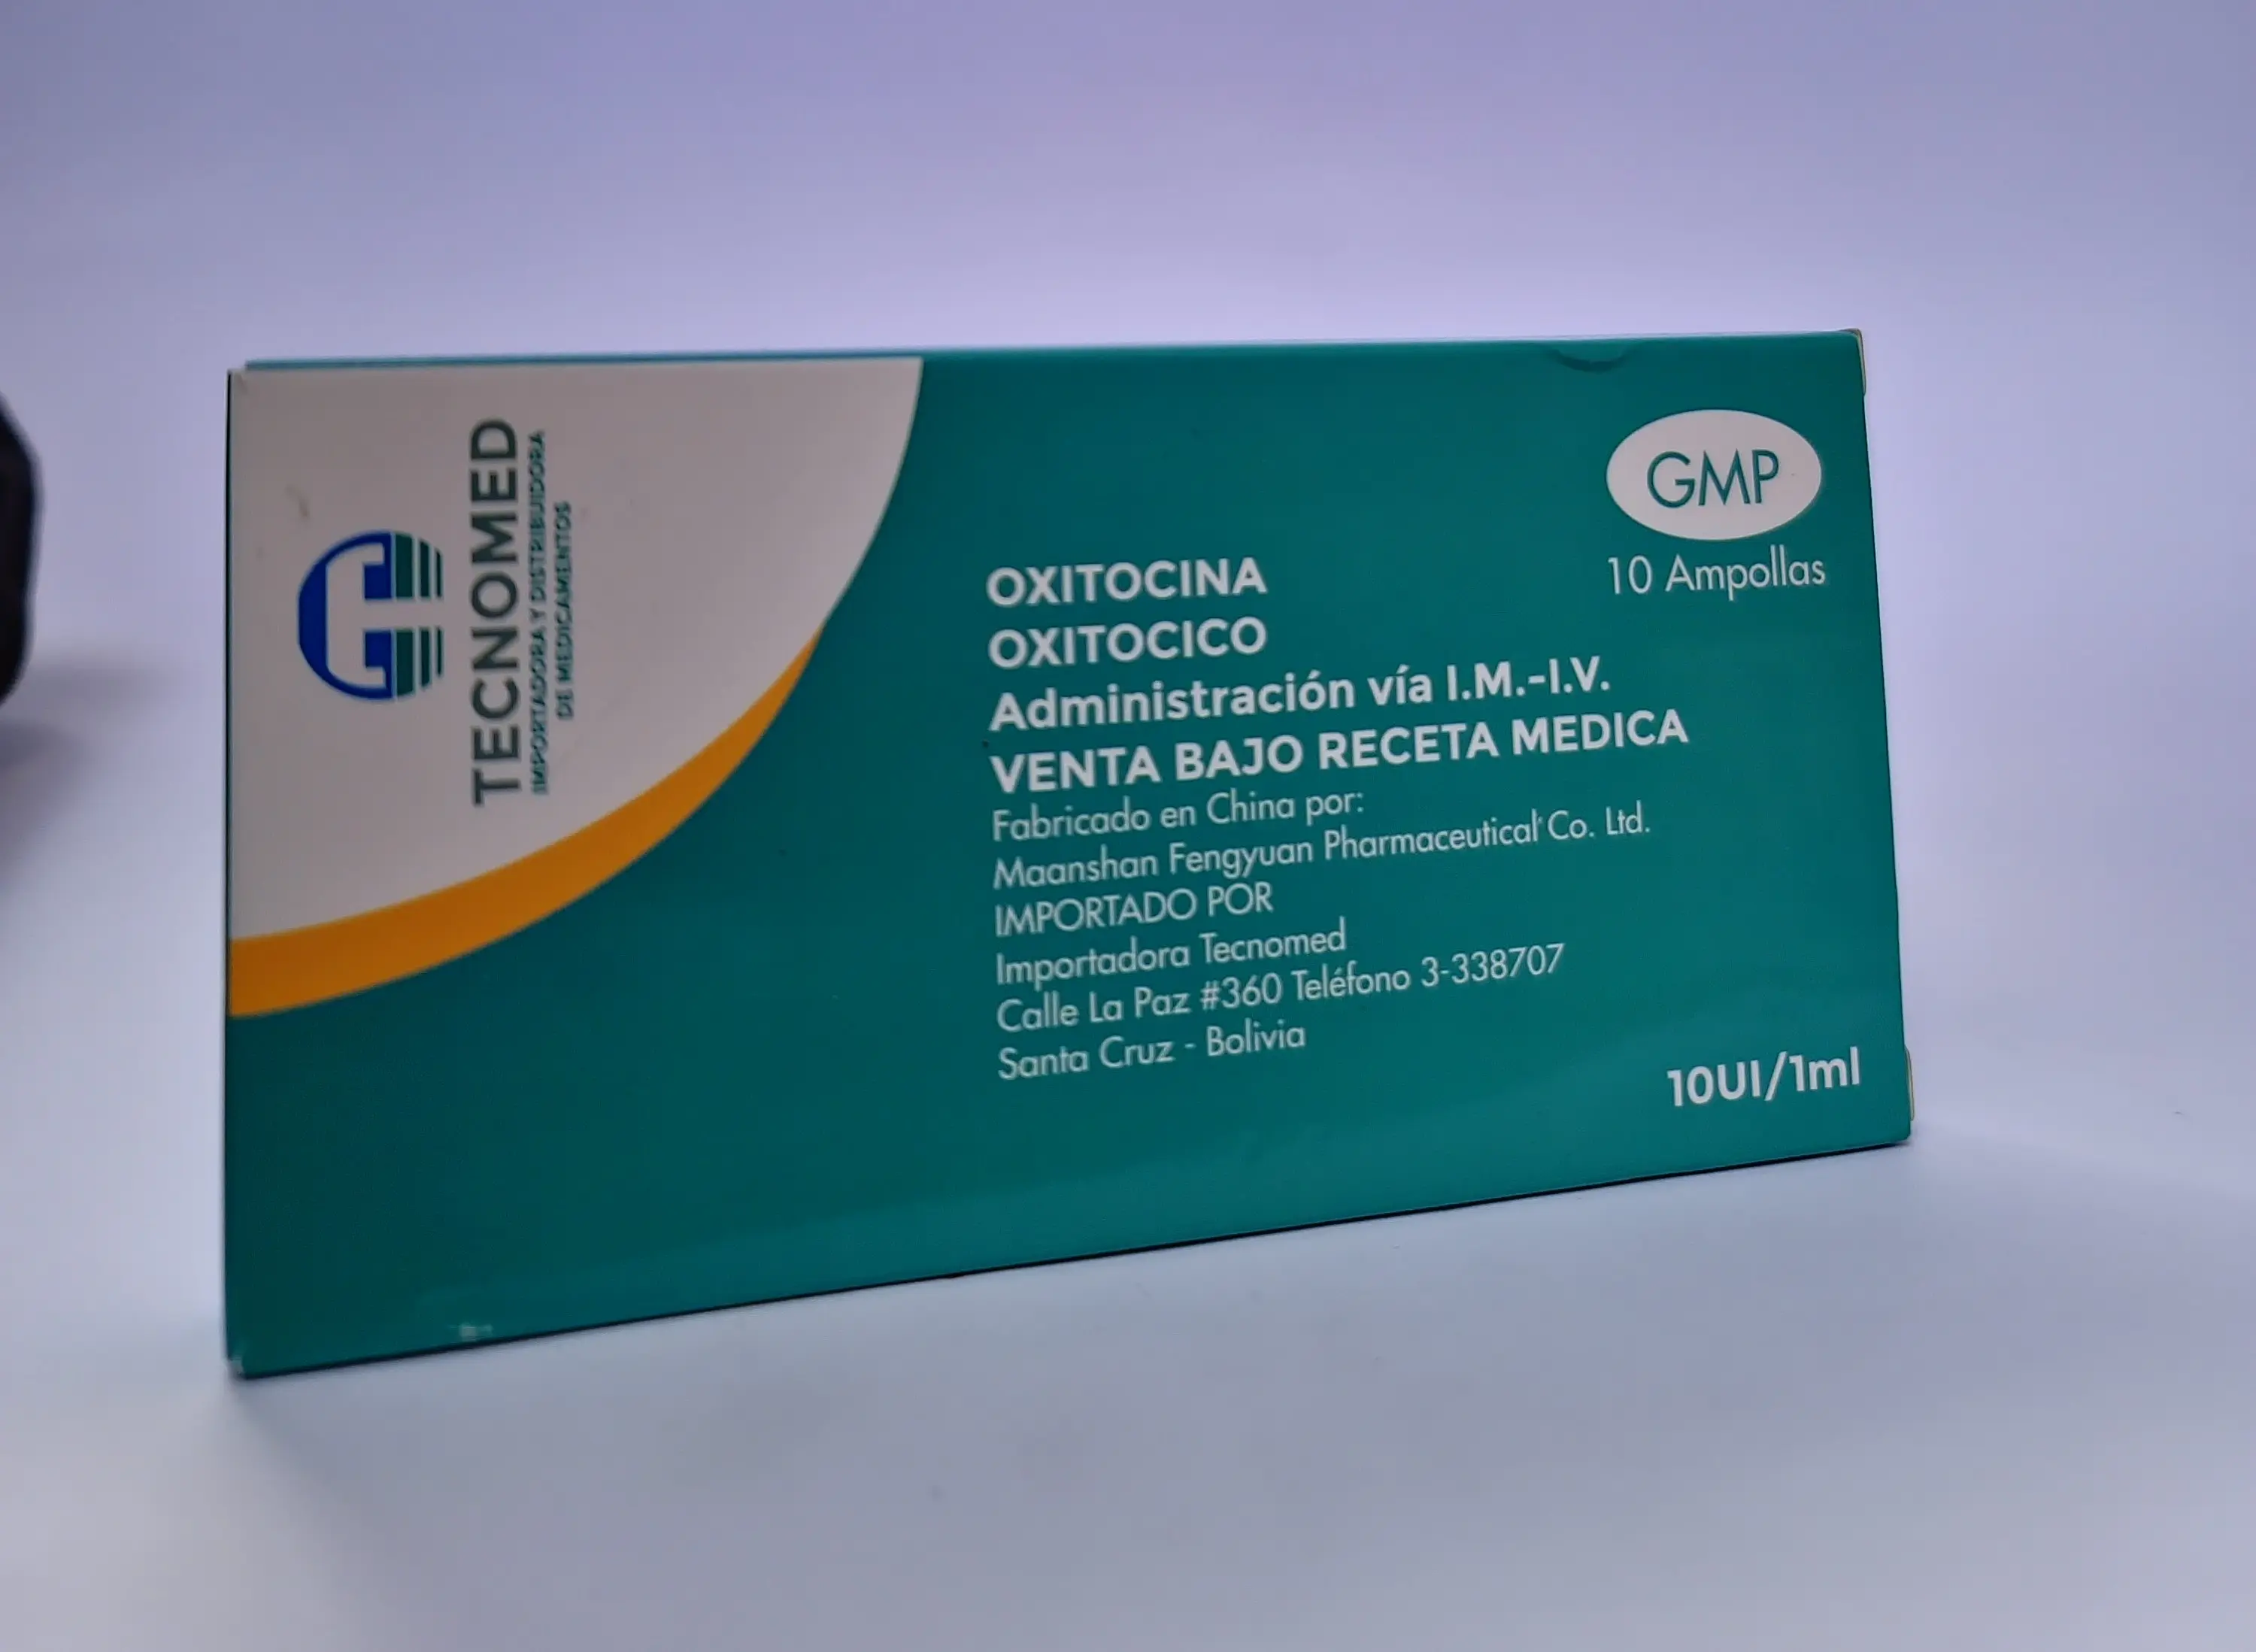 TECNOMED
IMPORTADORA Y DISTRIBUIDORA
DE MEDICAMENTOS
GMP
10 Ampollas
OXITOCINA
OXITOCICO
Administración vía I.M.-I.V.
VENTA BAJO RECETA MEDICA
Fabricado en China por:
Maanshan Fengyuan Pharmaceutical Co. Ltd.
IMPORTADO POR
Importadora Tecnomed
Calle La Paz #360 Teléfono 3-338707
Santa Cruz - Bolivia
10UI/1ml